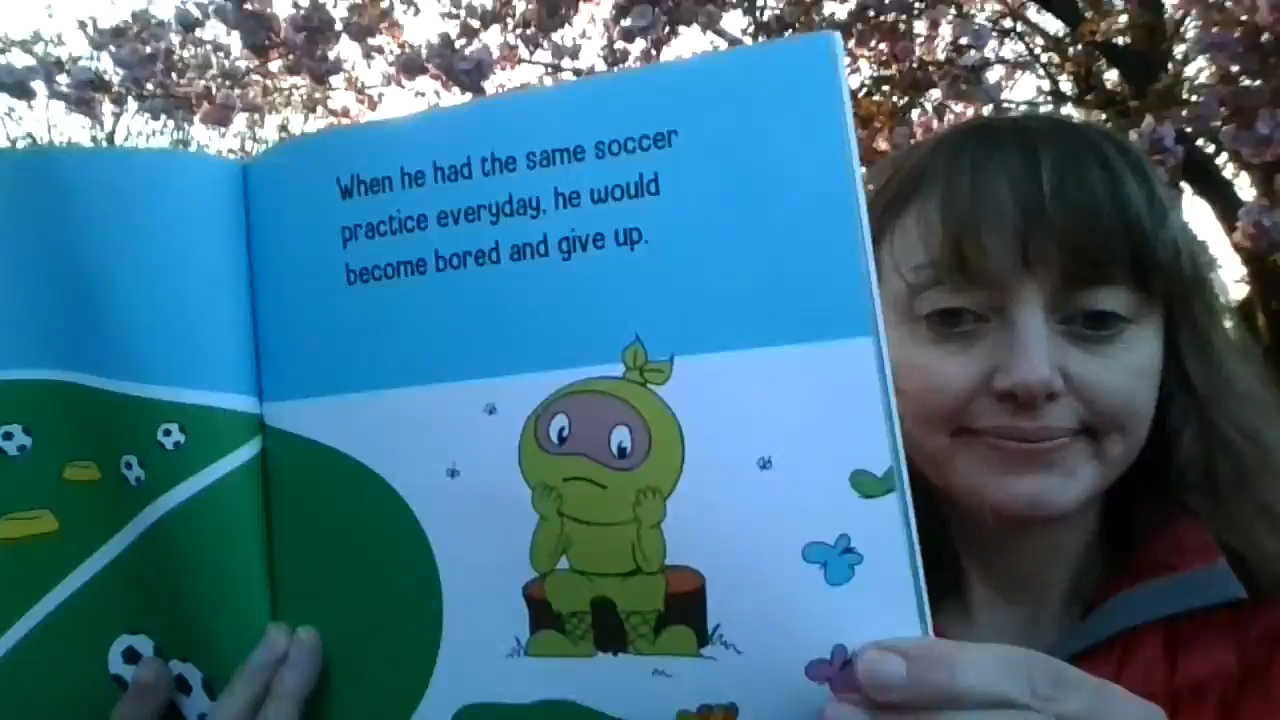 When he had the same soccer
practice everyday, he would
become bored and give up.